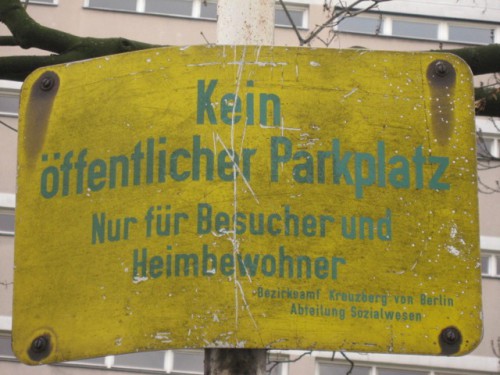 Kein
öffentlicher Parkplatz
Nur für Besucher und
Heimbewohner
Bezirksamt Kreuzberg von Berlin
Abteilung Sozialwesen